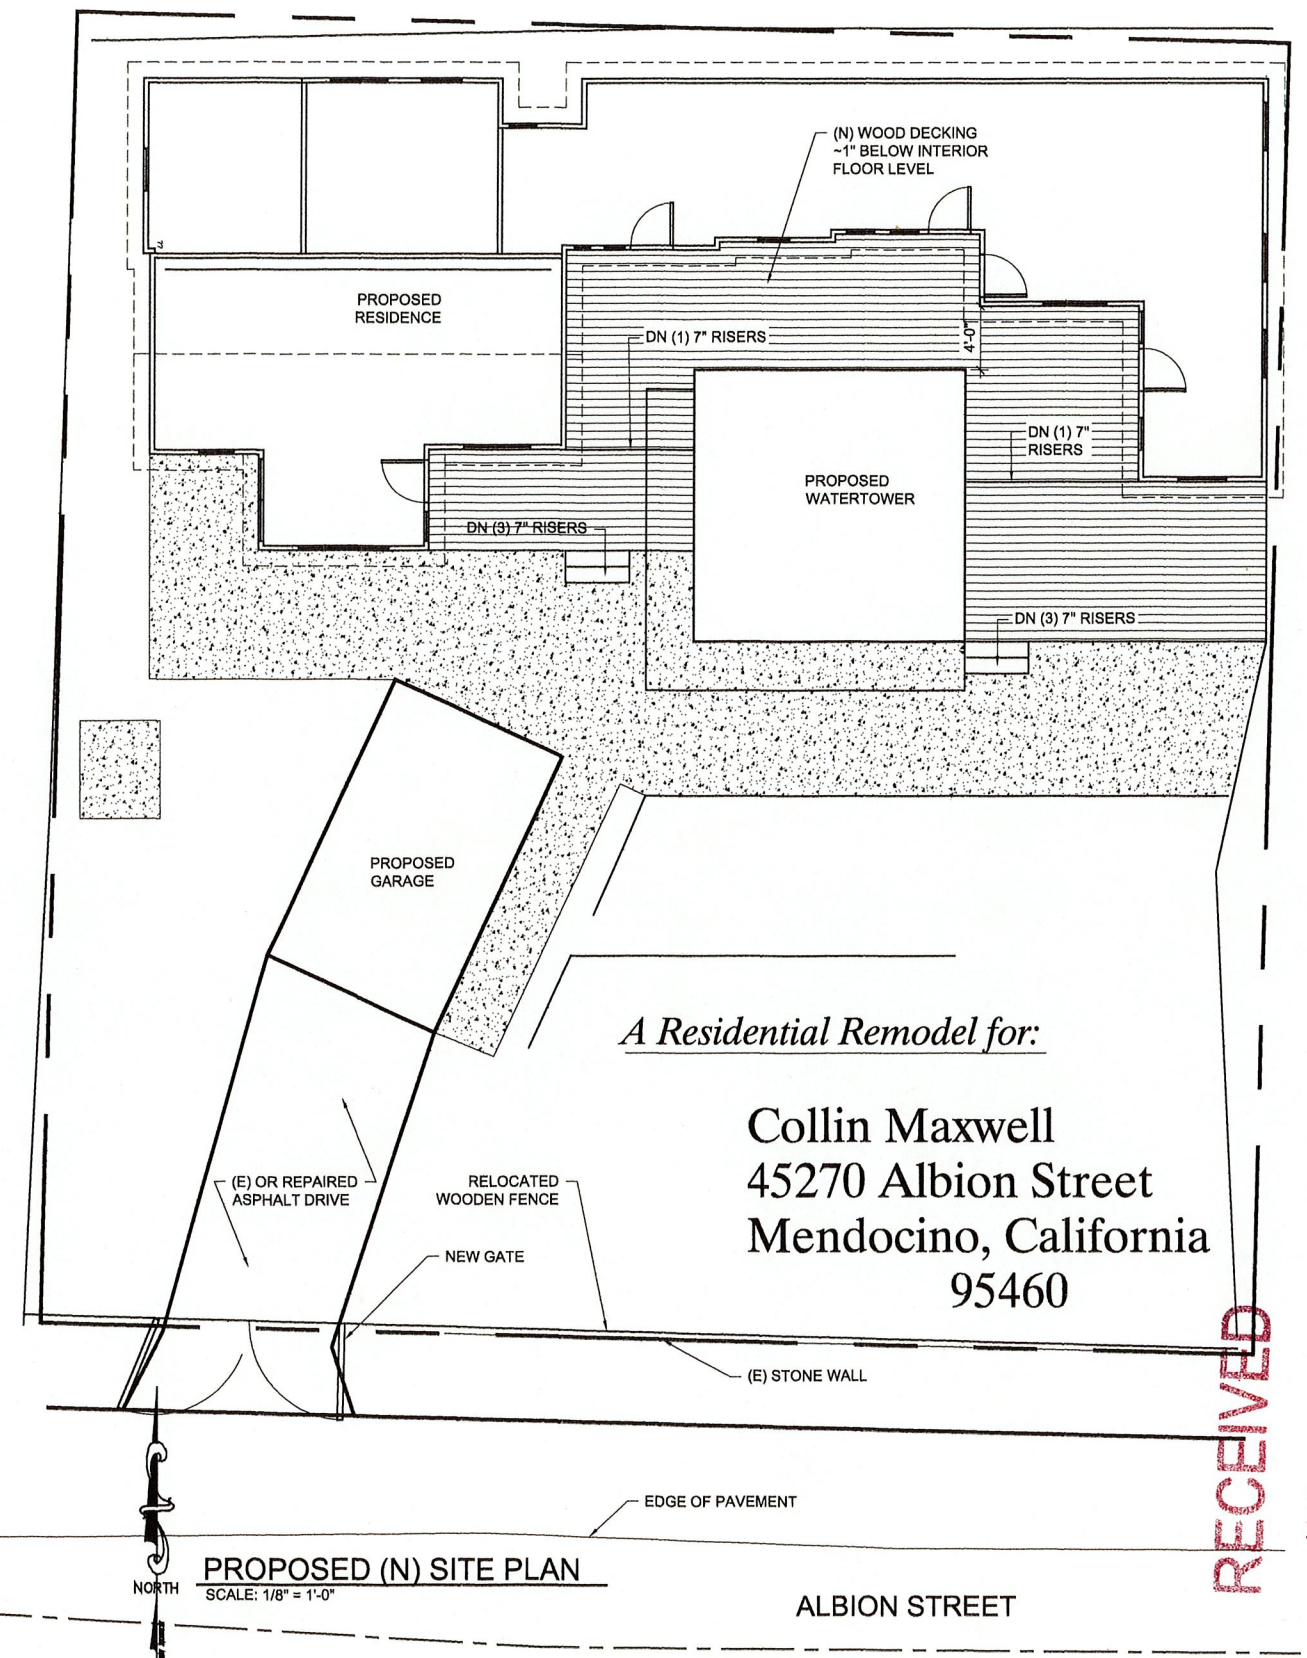 (N) WOOD DECKING
~1" BELOW INTERIOR
FLOOR LEVEL
PROPOSED
RESIDENCE
DN (1) 7" RISERS
4'-0"
DN (1) 7"
RISERS
PROPOSED
WATERTOWER
DN (3) 7" RISERS
DN (3) 7" RISERS
PROPOSED
GARAGE
A Residential Remodel for:
Collin Maxwell
45270 Albion Street
Mendocino, California
95460
(E) OR REPAIRED
ASPHALT DRIVE
RELOCATED
WOODEN FENCE
NEW GATE
(E) STONE WALL
RECEIVED
EDGE OF PAVEMENT
NORTH
PROPOSED (N) SITE PLAN
SCALE: 1/8" = 1'-0"
ALBION STREET